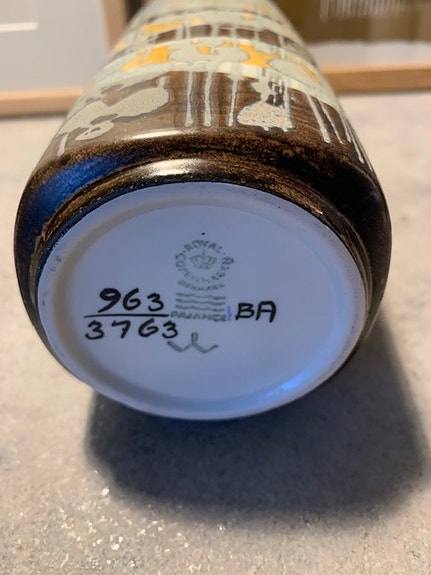 ROYAL
COPENHAGEN
DENMARK
963
3763
FAJANCE
BA